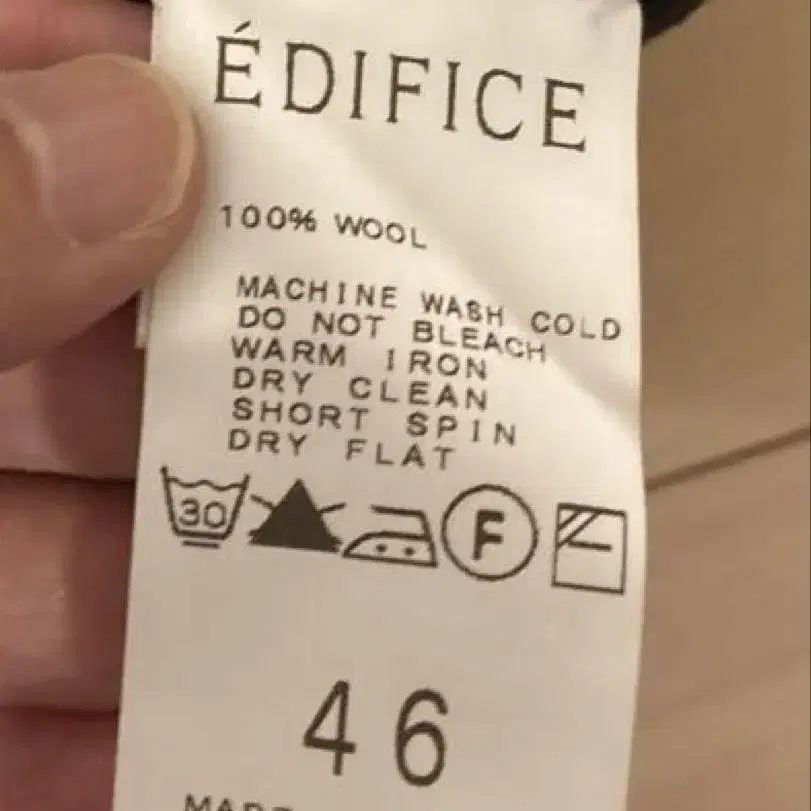 ÉDIFICE
100% WOOL
MACHINE WASH COLD
DO NOT BLEACH
WARM IRON
DRY CLEAN
SHORT SPIN
DRY FLAT
30
F
46